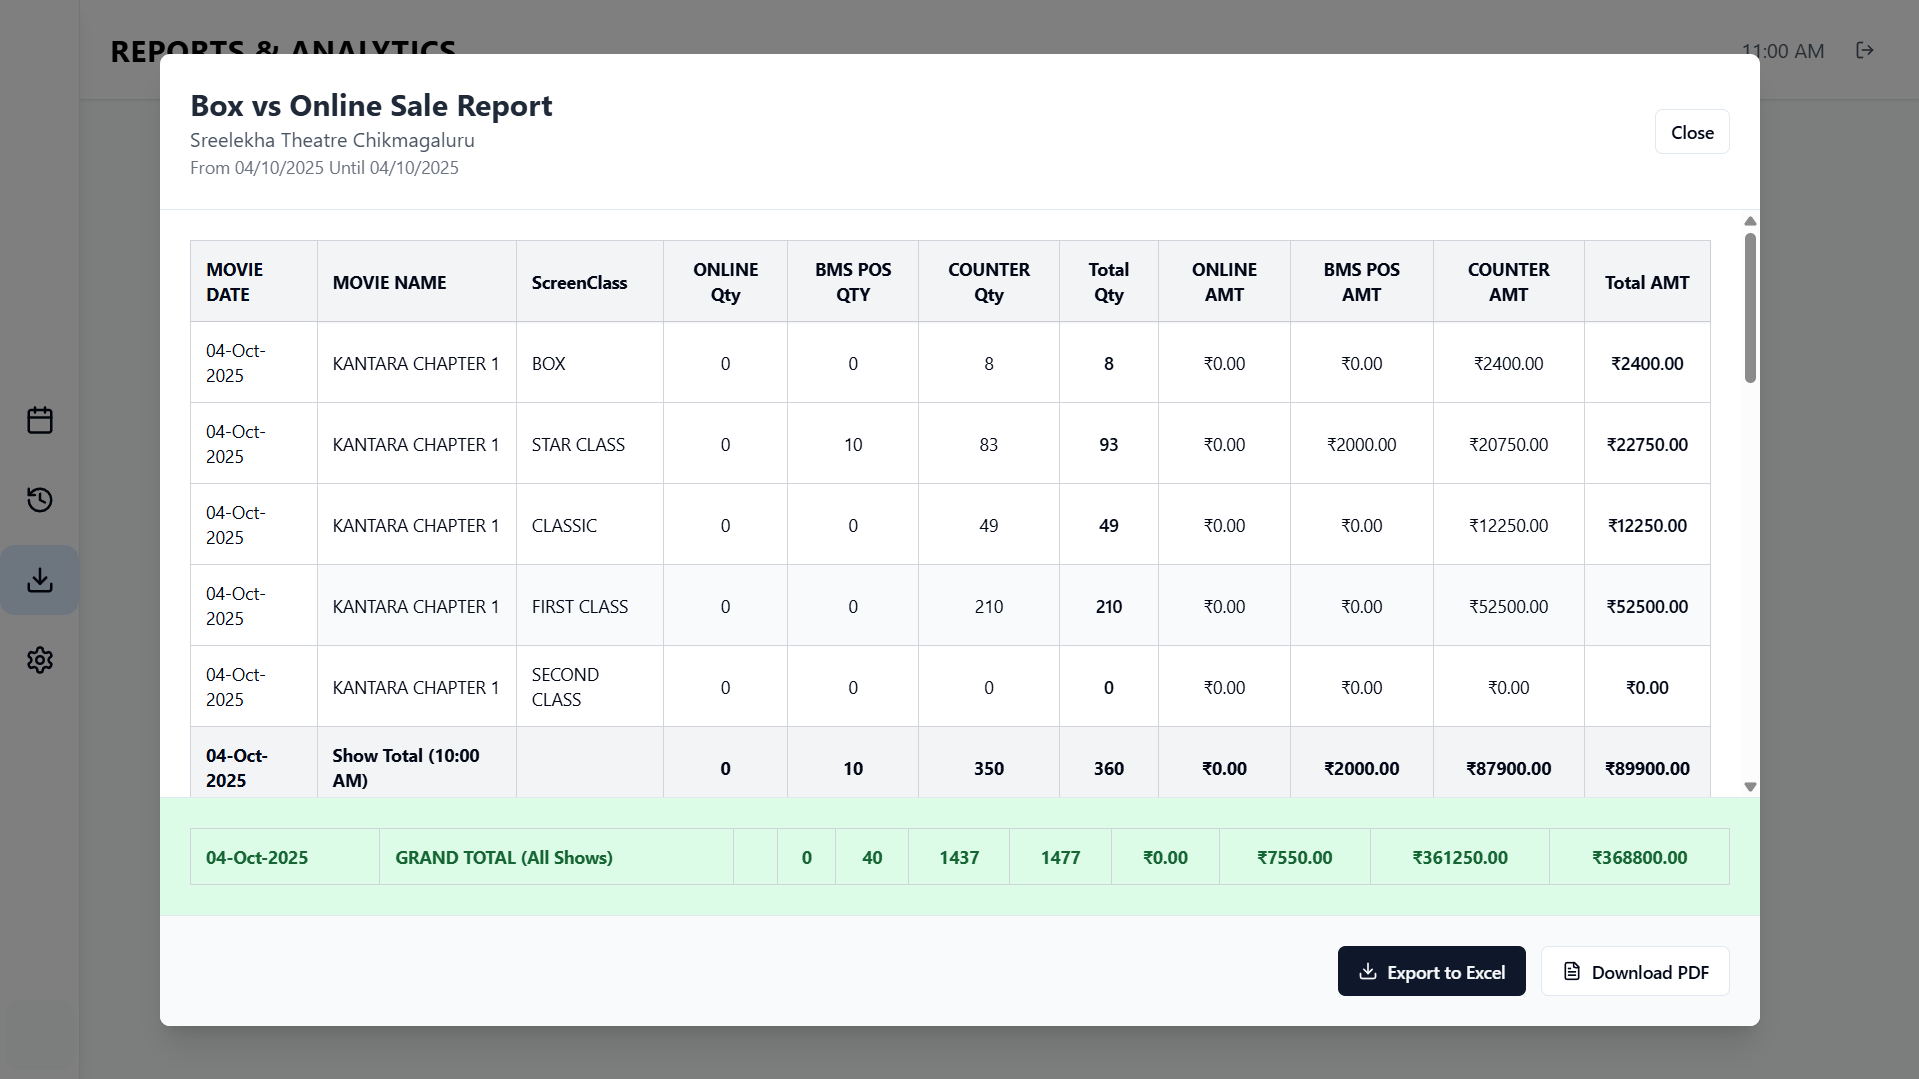 REPORTS & ANALYTICS
11:00 AM
Box vs Online Sale Report
Sreelekha Theatre Chikmagaluru
From 04/10/2025 Until 04/10/2025
Close
MOVIE DATE MOVIE NAME ScreenClass ONLINE Qty BMS POS QTY COUNTER Qty Total Qty ONLINE AMT BMS POS AMT COUNTER AMT Total AMT
04-Oct-2025 KANTARA CHAPTER 1 BOX 0 0 8 8 ₹0.00 ₹0.00 ₹2400.00 ₹2400.00
04-Oct-2025 KANTARA CHAPTER 1 STAR CLASS 0 10 83 93 ₹0.00 ₹2000.00 ₹20750.00 ₹22750.00
04-Oct-2025 KANTARA CHAPTER 1 CLASSIC 0 0 49 49 ₹0.00 ₹0.00 ₹12250.00 ₹12250.00
04-Oct-2025 KANTARA CHAPTER 1 FIRST CLASS 0 0 210 210 ₹0.00 ₹0.00 ₹52500.00 ₹52500.00
04-Oct-2025 KANTARA CHAPTER 1 SECOND CLASS 0 0 0 0 ₹0.00 ₹0.00 ₹0.00 ₹0.00
04-Oct-2025 Show Total (10:00 AM) 0 10 350 360 ₹0.00 ₹2000.00 ₹87900.00 ₹89900.00
04-Oct-2025 GRAND TOTAL (All Shows) 0 40 1437 1477 ₹0.00 ₹7550.00 ₹361250.00 ₹368800.00
Export to Excel
Download PDF